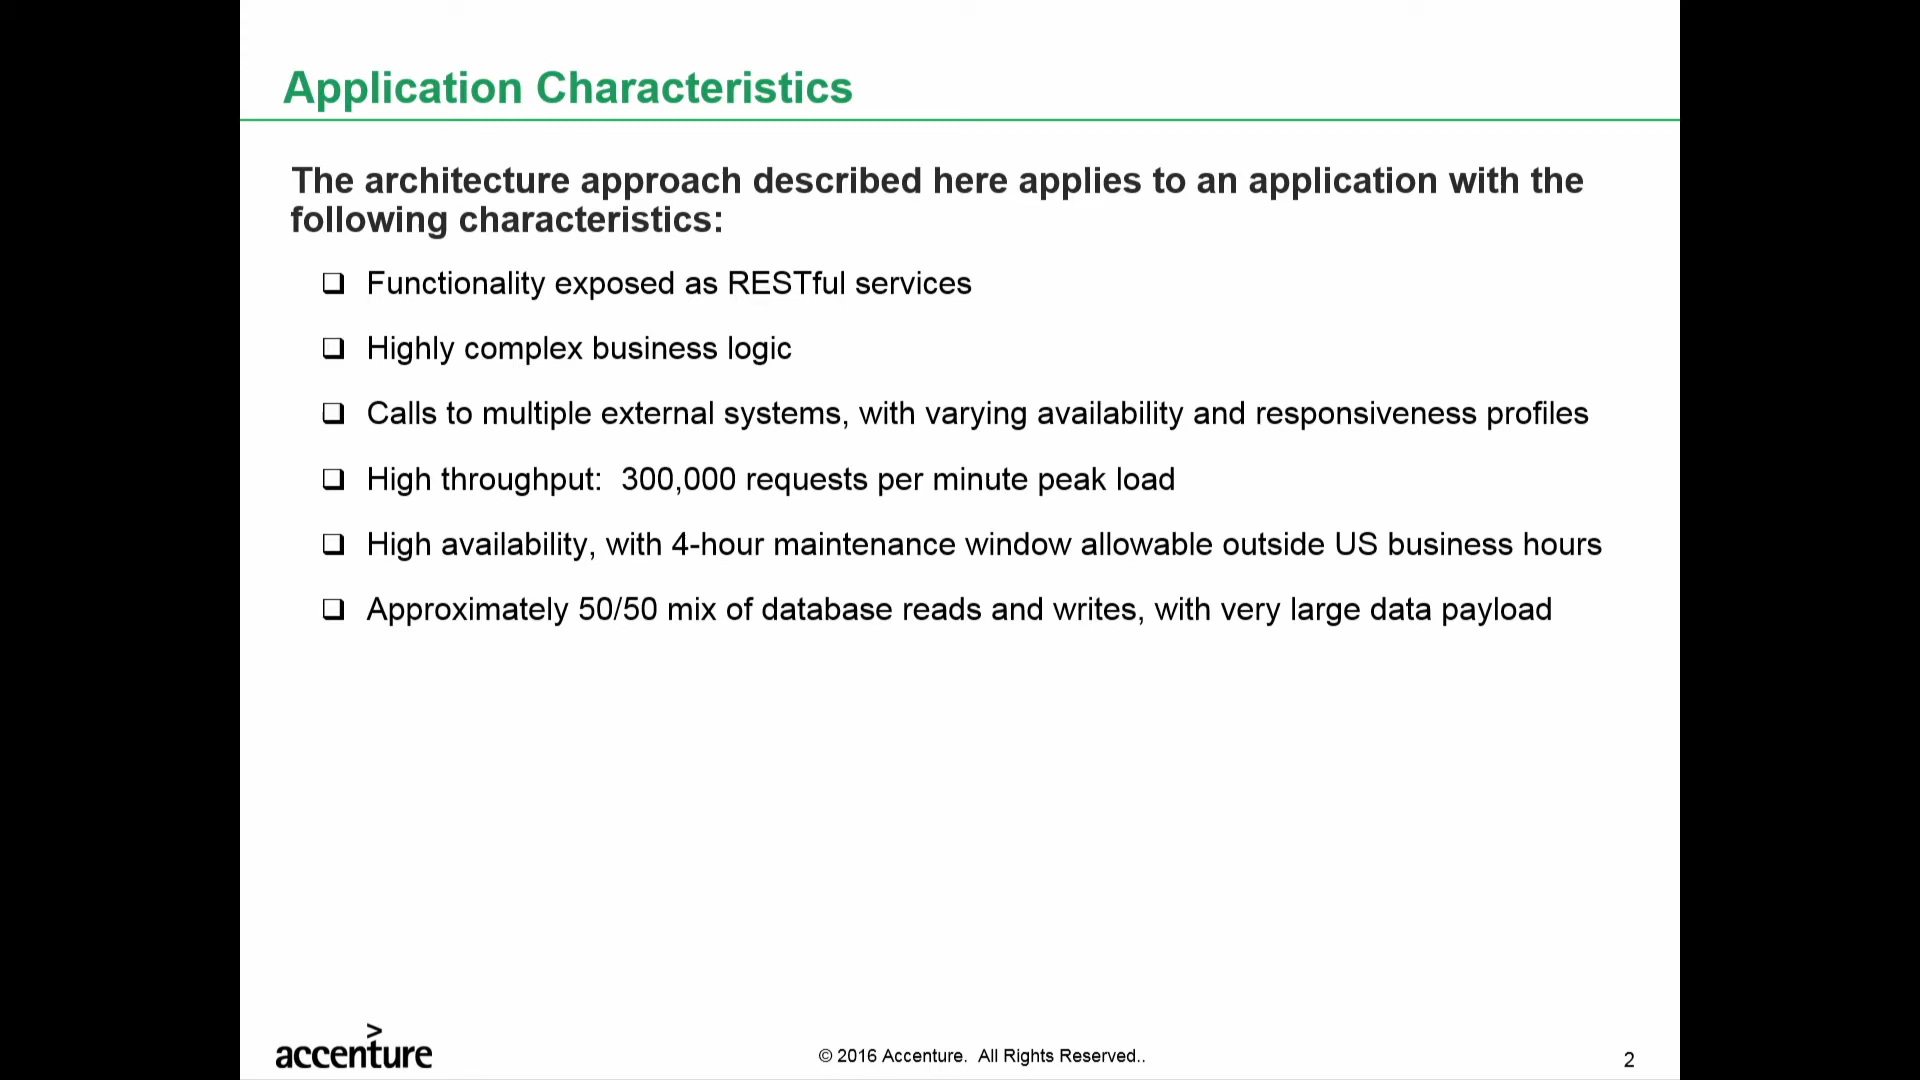 Application Characteristics
The architecture approach described here applies to an application with the
following characteristics:
❑ Functionality exposed as RESTful services
❑ Highly complex business logic
❑ Calls to multiple external systems, with varying availability and responsiveness profiles
❑ High throughput:  300,000 requests per minute peak load
❑ High availability, with 4-hour maintenance window allowable outside US business hours
❑ Approximately 50/50 mix of database reads and writes, with very large data payload
>
accenture
© 2016 Accenture.  All Rights Reserved..
2